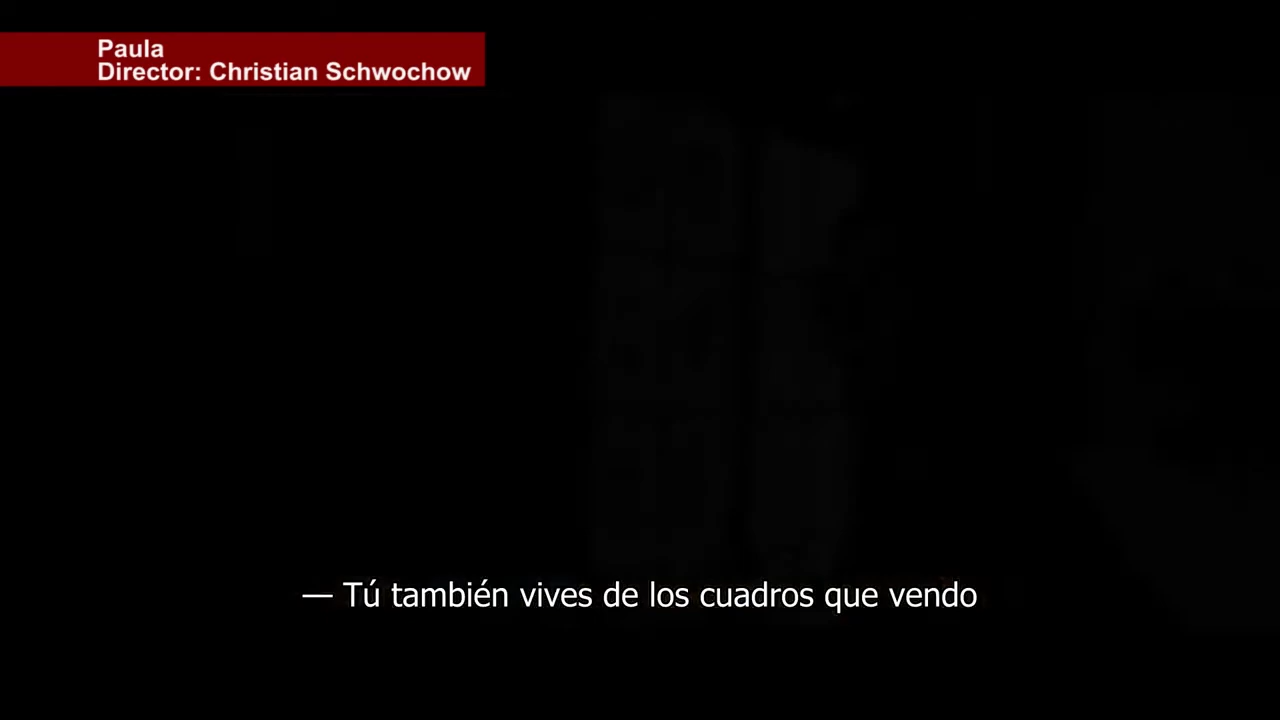 Paula
Director: Christian Schwochow
— Tú también vives de los cuadros que vendo